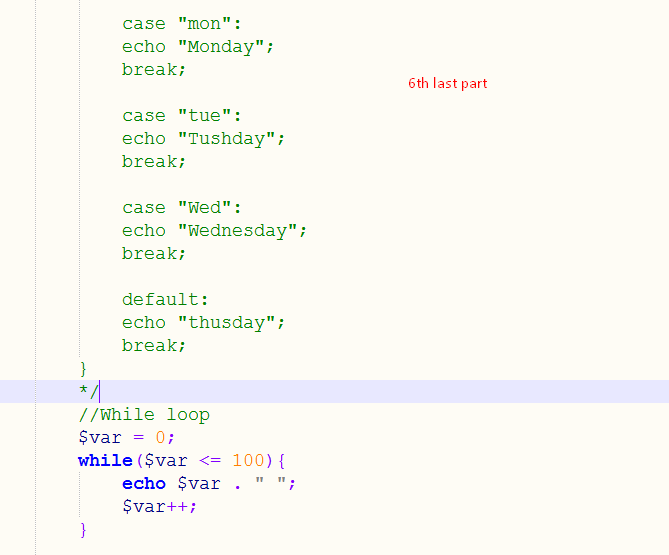 case "mon":
echo "Monday";
break;
6th last part
case "tue":
echo "Tushday";
break;
case "Wed":
echo "Wednesday";
break;
default:
echo "thusday";
break;
}
*/
//While loop
$var = 0;
while($var <= 100){
echo $var . " ";
$var++;
}